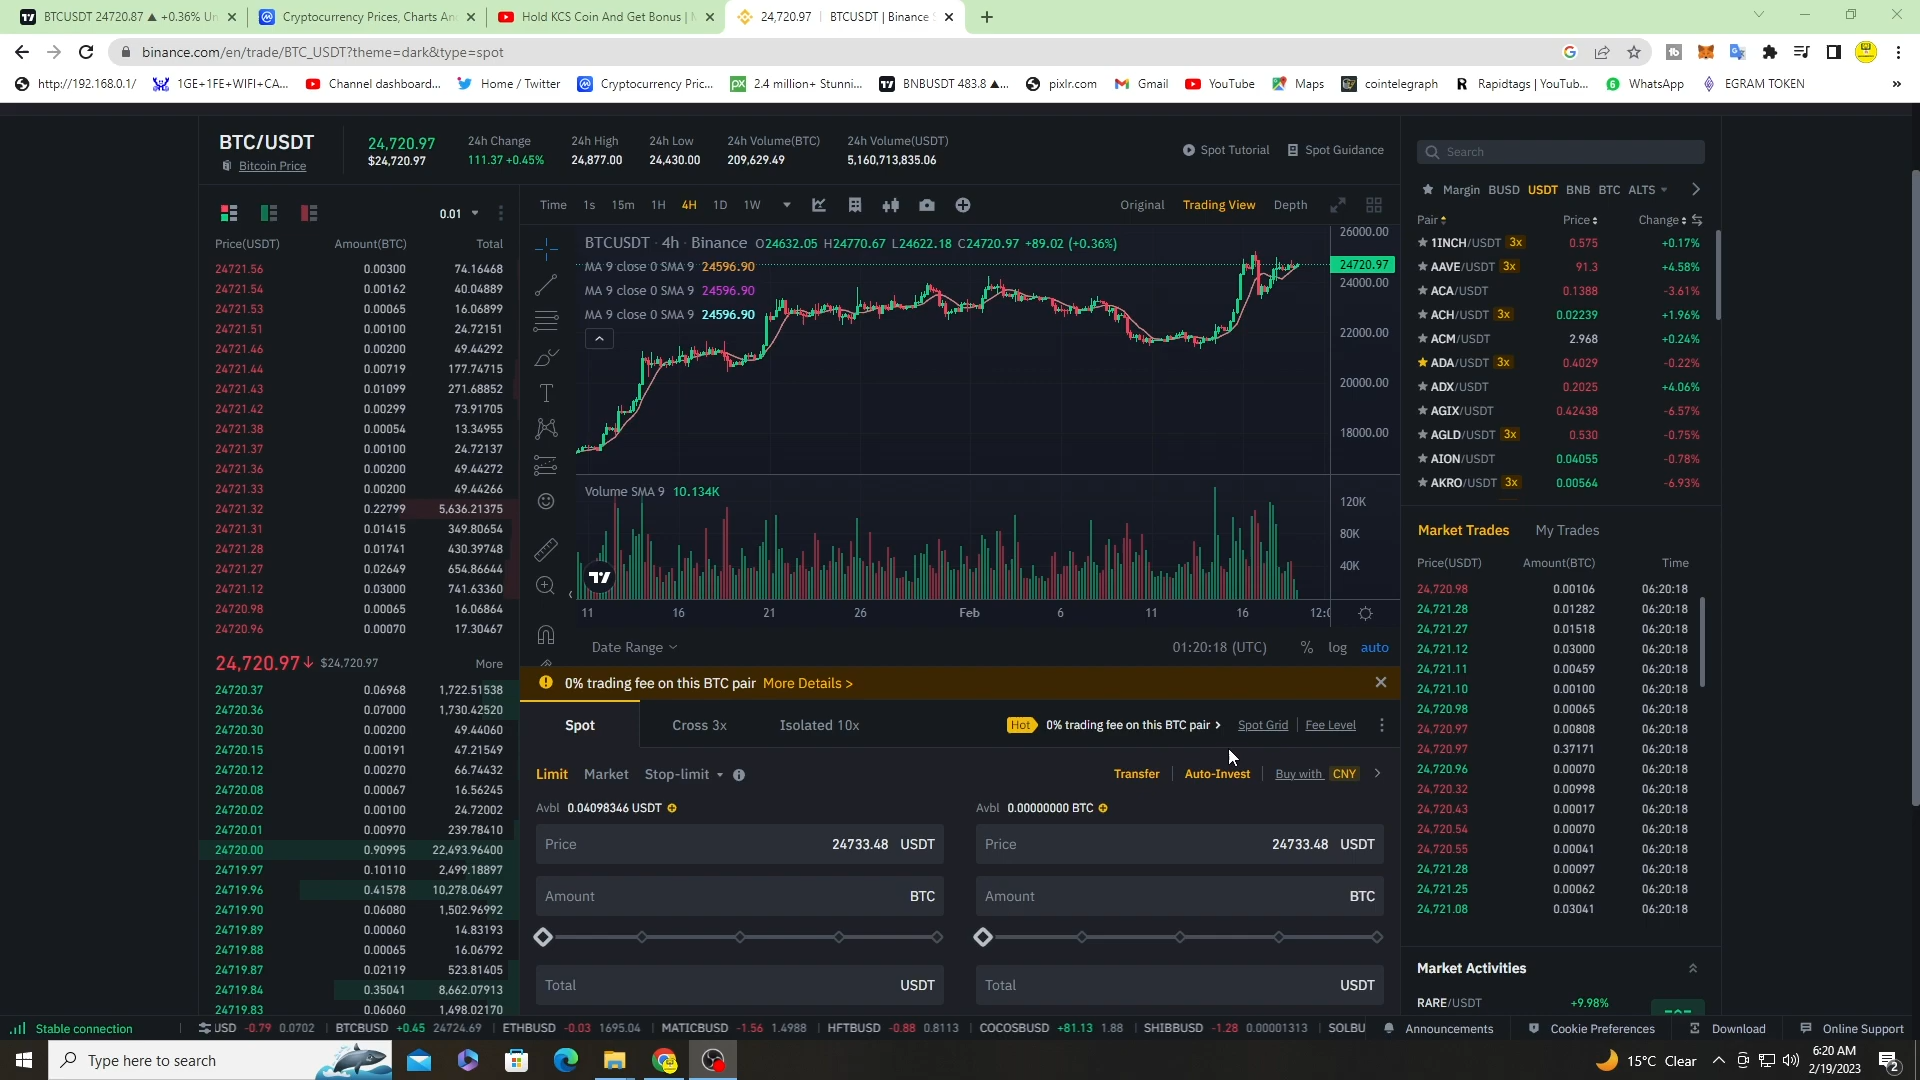 BTCUSDT 24720.87 ▲ +0.36% Un
Cryptocurrency Prices, Charts An
Hold KCS Coin And Get Bonus |
24,720.97 | BTCUSDT | Binance S
binance.com/en/trade/BTC_USDT?theme=dark&type=spot
http://192.168.0.1/
1GE+1FE+WIFI+CA...
Channel dashboard...
Home / Twitter
Cryptocurrency Pric...
2.4 million+ Stunni...
BNBUSDT 483.8 ▲...
pixlr.com
Gmail
YouTube
Maps
cointelegraph
Rapidtags | YouTub...
WhatsApp
EGRAM TOKEN
BTC/USDT
Bitcoin Price
24,720.97
$24,720.97
24h Change
111.37 +0.45%
24h High
24,877.00
24h Low
24,430.00
24h Volume(BTC)
209,629.49
24h Volume(USDT)
5,160,713,835.06
Spot Tutorial
Spot Guidance
0.01
Price(USDT) Amount(BTC) Total
24721.56 0.00300 74.16468
24721.54 0.00162 40.04889
24721.53 0.00065 16.06899
24721.51 0.00100 24.72151
24721.46 0.00200 49.44292
24721.44 0.00719 177.74715
24721.43 0.01099 271.68852
24721.42 0.00299 73.91705
24721.38 0.00054 13.34955
24721.37 0.00100 24.72137
24721.36 0.00200 49.44272
24721.33 0.00200 49.44266
24721.32 0.22799 5,636.21375
24721.31 0.01415 349.80654
24721.28 0.01741 430.39748
24721.27 0.02649 654.86644
24721.12 0.03000 741.63360
24720.98 0.00065 16.06864
24720.96 0.00070 17.30467
24,720.97↓ $24,720.97 More
24720.37 0.06968 1,722.51538
24720.36 0.07000 1,730.42520
24720.30 0.00200 49.44060
24720.15 0.00191 47.21549
24720.12 0.00270 66.74432
24720.08 0.00067 16.56245
24720.02 0.00100 24.72002
24720.01 0.00970 239.78410
24720.00 0.90995 22,493.96400
24719.97 0.10110 2,499.18897
24719.96 0.41578 10,278.06497
24719.90 0.06080 1,502.96992
24719.89 0.00060 14.83193
24719.88 0.00065 16.06792
24719.87 0.02119 523.81405
24719.84 0.35041 8,662.07913
24719.83 0.06060 1,498.02170
Time 1s 15m 1H 4H 1D 1W
Original Trading View Depth
BTCUSDT · 4h · Binance O24632.05 H24770.67 L24622.18 C24720.97 +89.02 (+0.36%)
MA 9 close 0 SMA 9 24596.90
MA 9 close 0 SMA 9 24596.90
MA 9 close 0 SMA 9 24596.90
26000.00
24720.97
24000.00
22000.00
20000.00
18000.00
Volume SMA 9 10.134K
120K
80K
40K
11 16 21 26 Feb 6 11 16 12:0
Date Range
01:20:18 (UTC) % log auto
0% trading fee on this BTC pair More Details >
Spot
Cross 3x
Isolated 10x
Hot 0% trading fee on this BTC pair >
Spot Grid
Fee Level
Limit Market Stop-limit
Transfer Auto-Invest Buy with CNY
Avbl 0.04098346 USDT
Price 24733.48 USDT
Amount BTC
Total USDT
Avbl 0.00000000 BTC
Price 24733.48 USDT
Amount BTC
Total USDT
Search
Margin BUSD USDT BNB BTC ALTS
Pair Price Change
1INCH/USDT 3x 0.575 +0.17%
AAVE/USDT 3x 91.3 +4.58%
ACA/USDT 0.1388 -3.61%
ACH/USDT 3x 0.02239 +1.96%
ACM/USDT 2.968 +0.24%
ADA/USDT 3x 0.4029 -0.22%
ADX/USDT 0.2025 +4.06%
AGIX/USDT 0.42438 -6.57%
AGLD/USDT 3x 0.530 -0.75%
AION/USDT 0.04055 -0.78%
AKRO/USDT 3x 0.00564 -6.93%
Market Trades My Trades
Price(USDT) Amount(BTC) Time
24,720.98 0.00106 06:20:18
24,721.28 0.01282 06:20:18
24,721.27 0.01518 06:20:18
24,721.12 0.03000 06:20:18
24,721.11 0.00459 06:20:18
24,721.10 0.00100 06:20:18
24,720.98 0.00065 06:20:18
24,720.97 0.00808 06:20:18
24,720.97 0.37171 06:20:18
24,720.96 0.00070 06:20:18
24,720.32 0.00998 06:20:18
24,720.43 0.00017 06:20:18
24,720.54 0.00070 06:20:18
24,720.55 0.00041 06:20:18
24,721.28 0.00097 06:20:18
24,721.25 0.00062 06:20:18
24,721.08 0.03041 06:20:18
Market Activities
RARE/USDT +9.98%
Stable connection
USD -0.79 0.0702
BTCBUSD +0.45 24724.69
ETHBUSD -0.03 1695.04
MATICBUSD -1.56 1.4988
HFTBUSD -0.88 0.8113
COCOSBUSD +81.13 1.88
SHIBBUSD -1.28 0.00001313
SOLBU
Announcements
Cookie Preferences
Download
Online Support
Type here to search
15°C Clear
6:20 AM
2/19/2023
2